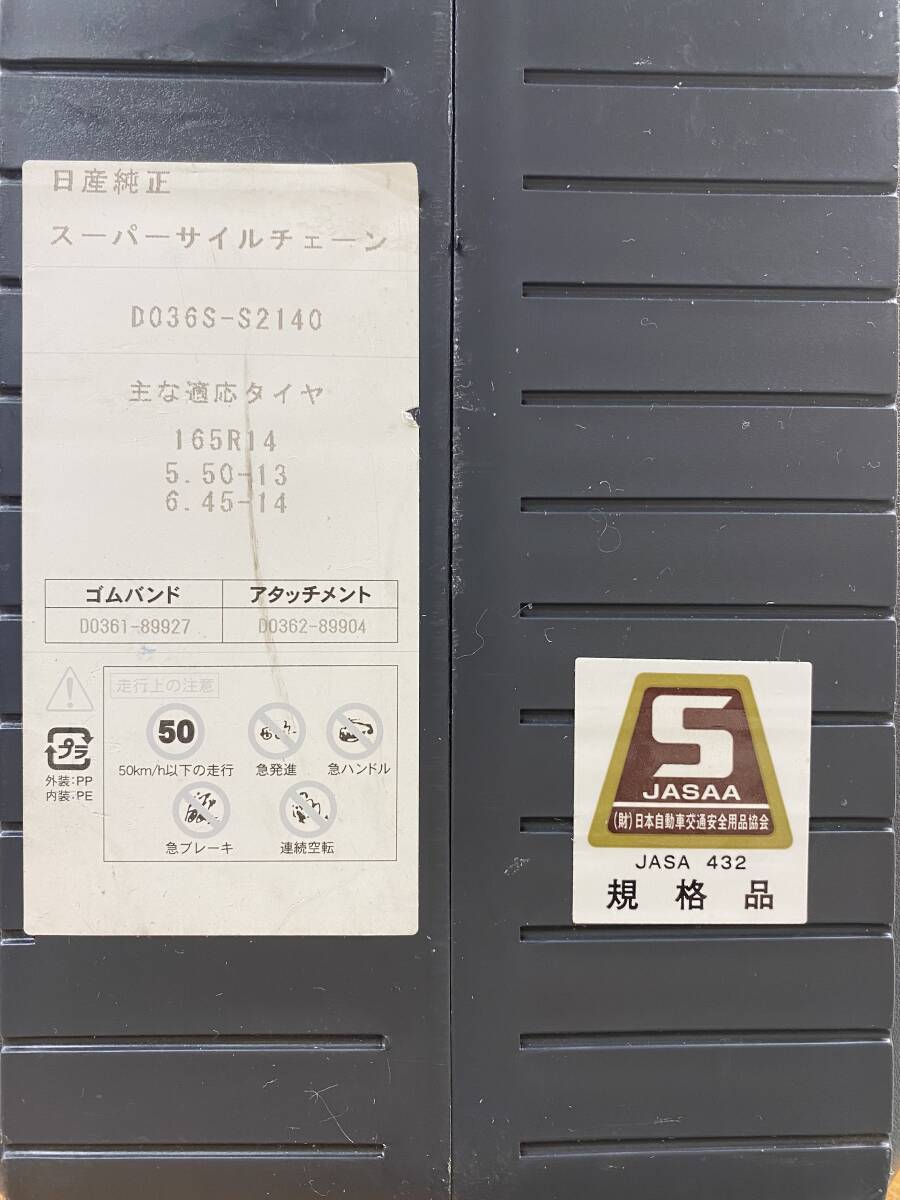 日産純正
スーパーサイルチェーン
D036S-S2140
主な適応タイヤ
165R14
5.50-13
6.45-14
ゴムバンド
アタッチメント
D0361-89927
D0362-89904
走行上の注意
プラ
外装:PP
内装:PE
50
50km/h以下の走行
急発進
急ハンドル
急ブレーキ
連続空転
S
JASAA
(財)日本自動車交通安全用品協会
JASA 432
規格品